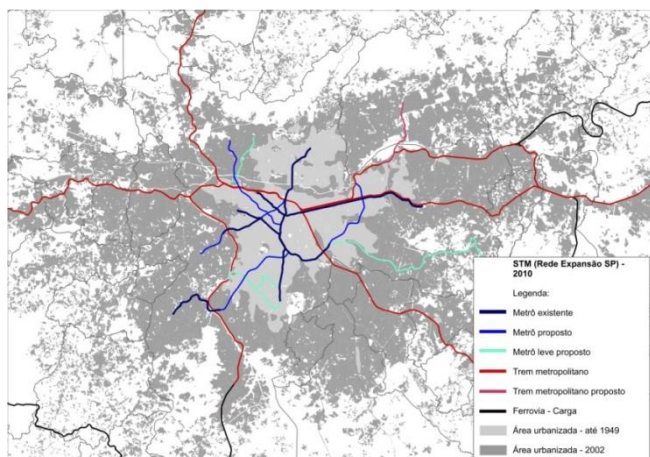 STM (Rede Expansão SP) -
2010
Legenda:
Metrô existente
Metrô proposto
Metrô leve proposto
Trem metropolitano
Trem metropolitano proposto
Ferrovia - Carga
Área urbanizada - até 1949
Área urbanizada - 2002